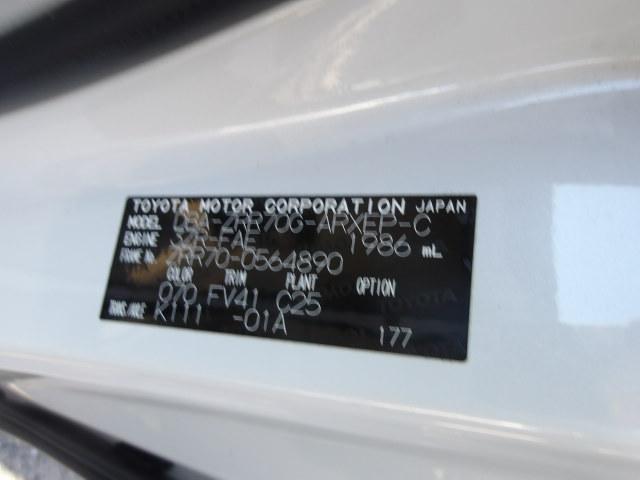 TOYOTA MOTOR CORPORATION JAPAN
MODEL DBA-ZRR70G-ARXEP-C
ENGINE 3ZR-FAE 1986 mL
FRAME No. ZRR70-0564890
COLOR TRIM PLANT OPTION
070 FV41 C25
TRANS/AXLE K111 -01A
177